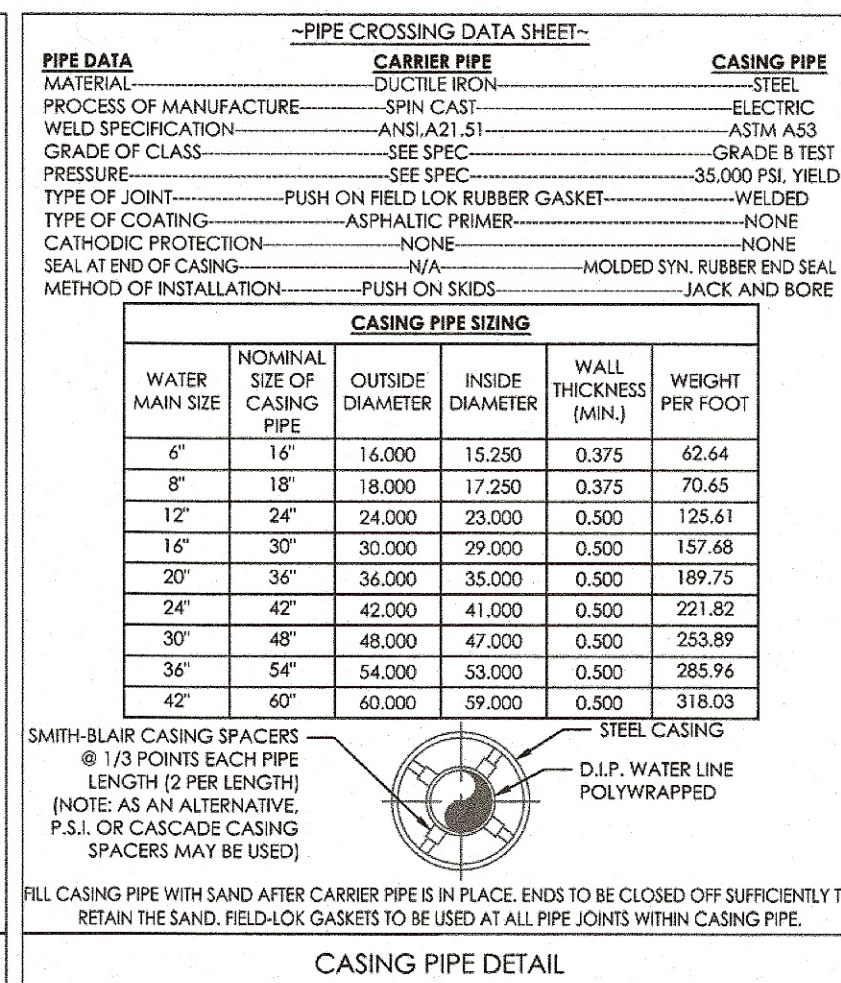 ~PIPE CROSSING DATA SHEET~
PIPE DATA CARRIER PIPE CASING PIPE
MATERIAL DUCTILE IRON STEEL
PROCESS OF MANUFACTURE SPIN CAST ELECTRIC
WELD SPECIFICATION ANSI,A21.51 ASTM A53
GRADE OF CLASS SEE SPEC GRADE B TEST
PRESSURE SEE SPEC 35,000 PSI, YIELD
TYPE OF JOINT PUSH ON FIELD LOK RUBBER GASKET WELDED
TYPE OF COATING ASPHALTIC PRIMER NONE
CATHODIC PROTECTION NONE NONE
SEAL AT END OF CASING N/A MOLDED SYN. RUBBER END SEAL
METHOD OF INSTALLATION PUSH ON SKIDS JACK AND BORE
CASING PIPE SIZING
WATER MAIN SIZE NOMINAL SIZE OF CASING PIPE OUTSIDE DIAMETER INSIDE DIAMETER WALL THICKNESS (MIN.) WEIGHT PER FOOT
6" 16" 16.000 15.250 0.375 62.64
8" 18" 18.000 17.250 0.375 70.65
12" 24" 24.000 23.000 0.500 125.61
16" 30" 30.000 29.000 0.500 157.68
20" 36" 36.000 35.000 0.500 189.75
24" 42" 42.000 41.000 0.500 221.82
30" 48" 48.000 47.000 0.500 253.89
36" 54" 54.000 53.000 0.500 285.96
42" 60" 60.000 59.000 0.500 318.03
SMITH-BLAIR CASING SPACERS
@ 1/3 POINTS EACH PIPE
LENGTH (2 PER LENGTH)
(NOTE: AS AN ALTERNATIVE,
P.S.I. OR CASCADE CASING
SPACERS MAY BE USED)
STEEL CASING
D.I.P. WATER LINE
POLYWRAPPED
FILL CASING PIPE WITH SAND AFTER CARRIER PIPE IS IN PLACE. ENDS TO BE CLOSED OFF SUFFICIENTLY T
RETAIN THE SAND. FIELD-LOK GASKETS TO BE USED AT ALL PIPE JOINTS WITHIN CASING PIPE.
CASING PIPE DETAIL